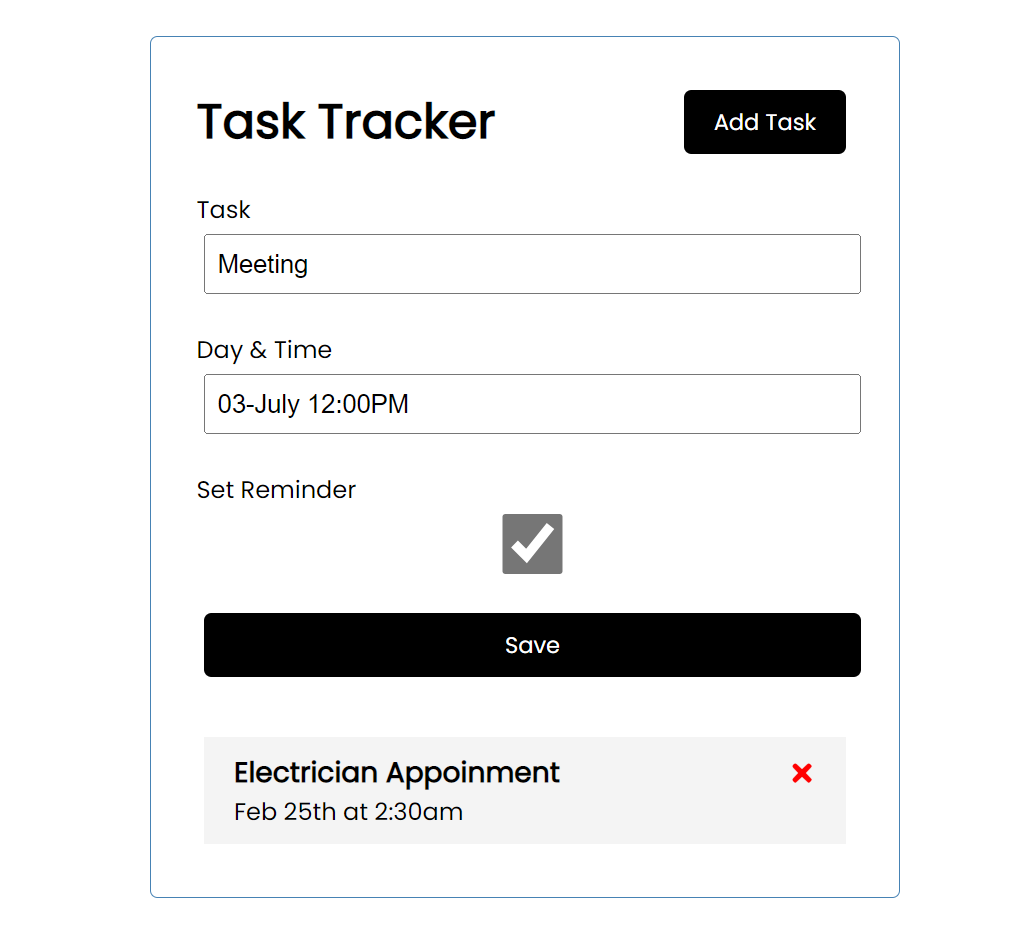 Task Tracker
Add Task
Task
Meeting
Day & Time
03-July 12:00PM
Set Reminder
Save
Electrician Appoinment
Feb 25th at 2:30am